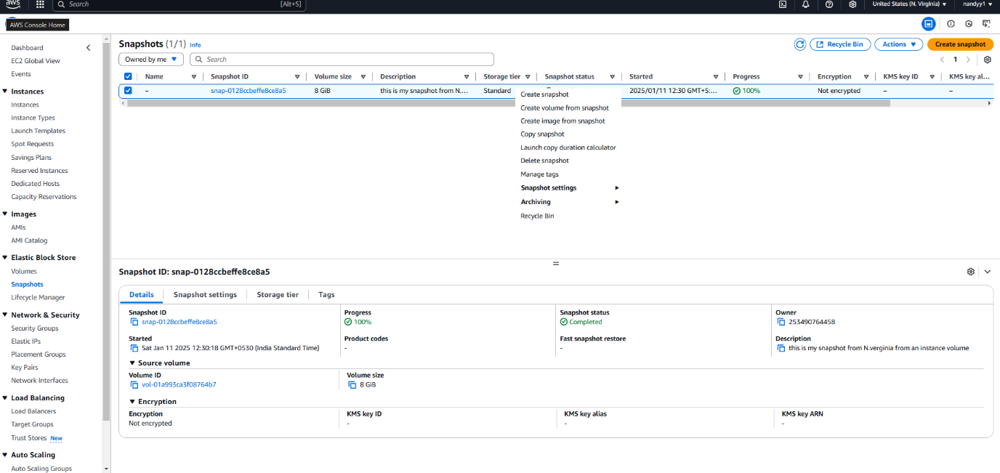 aws
Search
[Alt+S]
United States (N. Virginia)
nandyy1
AWS Console Home
Dashboard
EC2 Global View
Events
Instances
Instances
Instance Types
Launch Templates
Spot Requests
Savings Plans
Reserved Instances
Dedicated Hosts
Capacity Reservations
Images
AMIs
AMI Catalog
Elastic Block Store
Volumes
Snapshots
Lifecycle Manager
Network & Security
Security Groups
Elastic IPs
Placement Groups
Key Pairs
Network Interfaces
Load Balancing
Load Balancers
Target Groups
Trust Stores New
Auto Scaling
Auto Scaling Groups
Snapshots (1/1) Info
Recycle Bin
Actions
Create snapshot
Owned by me
Search
1
Name Snapshot ID Volume size Description Storage tier Snapshot status Started Progress Encryption KMS key ID KMS key al...
– snap-0128ccbeffe8ce8a5 8 GiB this is my snapshot from N.... Standard 2025/01/11 12:30 GMT+5:... 100% Not encrypted – –
Create snapshot
Create volume from snapshot
Create image from snapshot
Copy snapshot
Launch copy duration calculator
Delete snapshot
Manage tags
Snapshot settings
Archiving
Recycle Bin
Snapshot ID: snap-0128ccbeffe8ce8a5
Details Snapshot settings Storage tier Tags
Snapshot ID
snap-0128ccbeffe8ce8a5
Progress
100%
Snapshot status
Completed
Owner
253490764458
Started
Sat Jan 11 2025 12:30:18 GMT+0530 (India Standard Time)
Product codes
-
Fast snapshot restore
-
Description
this is my snapshot from N.verginia from an instance volume
Source volume
Volume ID
vol-01a993ca3f08764b7
Volume size
8 GiB
Encryption
Encryption
Not encrypted
KMS key ID
-
KMS key alias
-
KMS key ARN
-